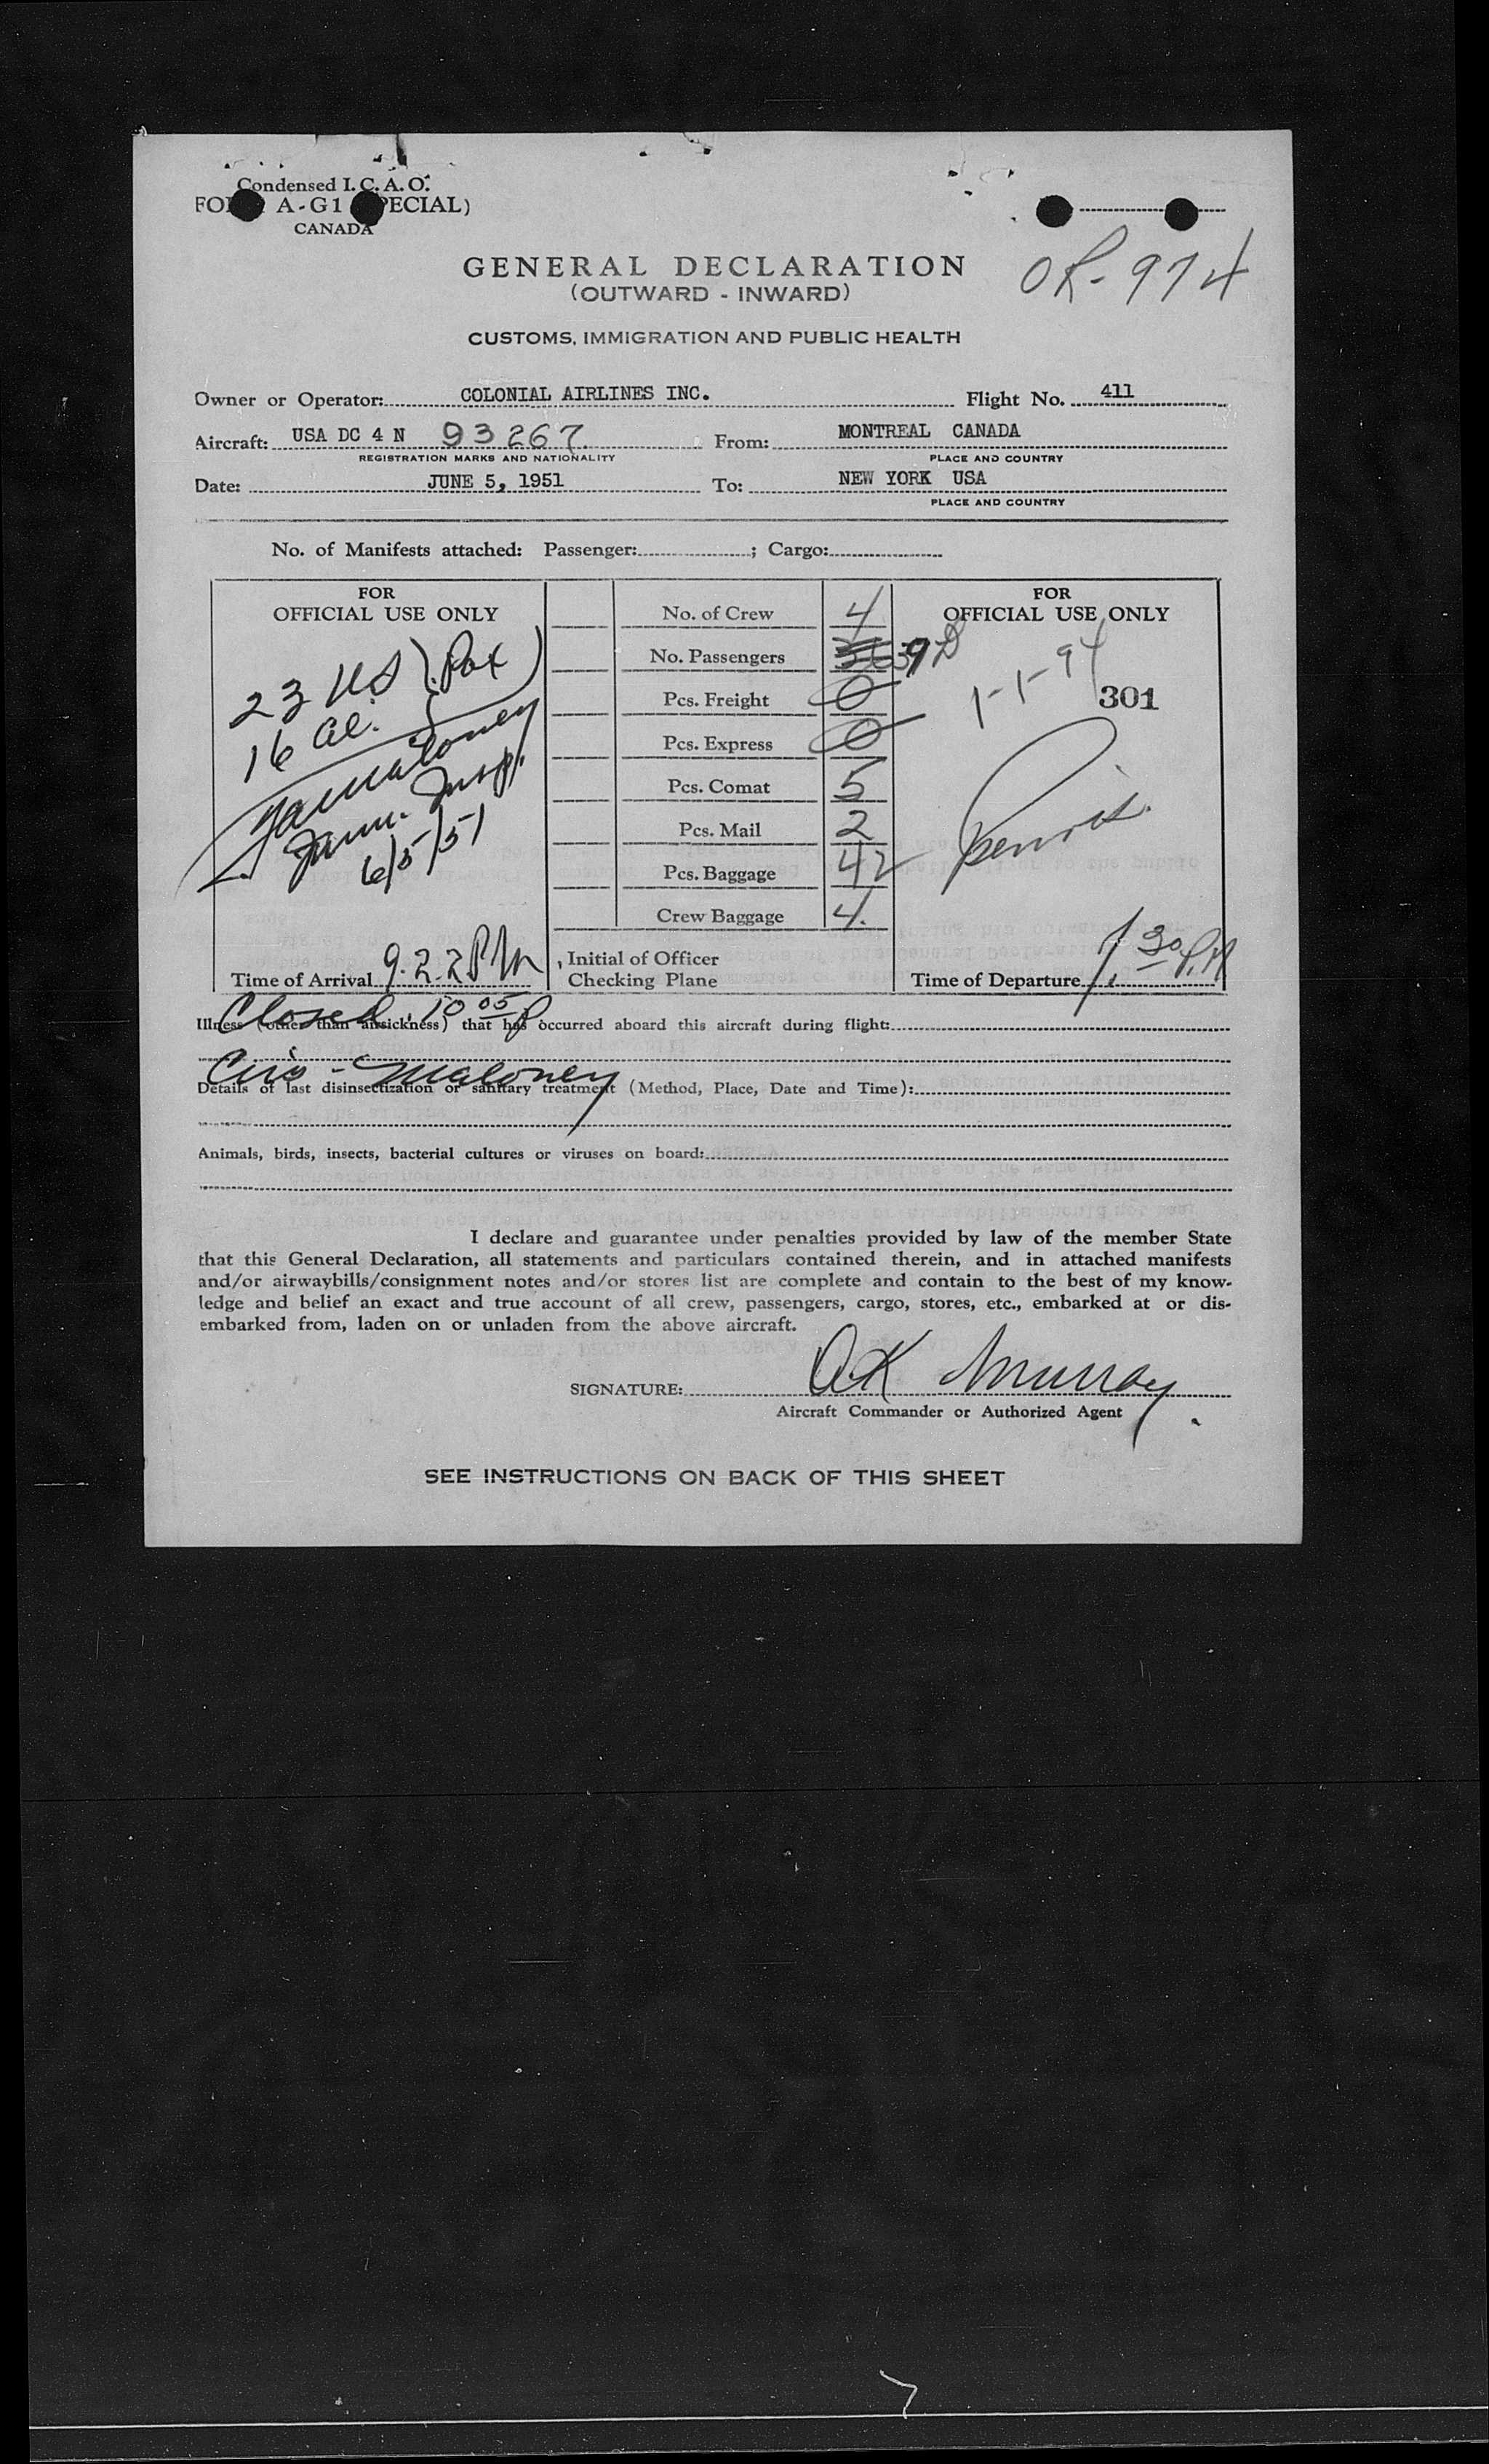 Condensed I. C. A. O.
FO A-G1 PECIAL)
CANADA
OR-974
GENERAL DECLARATION
(OUTWARD - INWARD)
CUSTOMS, IMMIGRATION AND PUBLIC HEALTH
Owner or Operator: COLONIAL AIRLINES INC. Flight No. 411
Aircraft: USA DC 4 N 93267 From: MONTREAL CANADA
REGISTRATION MARKS AND NATIONALITY PLACE AND COUNTRY
Date: JUNE 5, 1951 To: NEW YORK USA
PLACE AND COUNTRY
No. of Manifests attached: Passenger: ; Cargo:
FOR
OFFICIAL USE ONLY
23 US Pax
16 al.
Maloney
Imm. Insp.
6/5/51
Time of Arrival 9.22 PM
No. of Crew 4
No. Passengers 39
Pcs. Freight 0
Pcs. Express 0
Pcs. Comat 5
Pcs. Mail 2
Pcs. Baggage 42
Crew Baggage 4.
Initial of Officer
Checking Plane
FOR
OFFICIAL USE ONLY
1-1-94
301
Time of Departure 7.30 P.M
Closed. 10 05 P
Illness (other than airsickness) that has occurred aboard this aircraft during flight:
Maloney
Details of last disinsectization or sanitary treatment (Method, Place, Date and Time):
Animals, birds, insects, bacterial cultures or viruses on board:
I declare and guarantee under penalties provided by law of the member State
that this General Declaration, all statements and particulars contained therein, and in attached manifests
and/or airwaybills/consignment notes and/or stores list are complete and contain to the best of my know-
ledge and belief an exact and true account of all crew, passengers, cargo, stores, etc., embarked at or dis-
embarked from, laden on or unladen from the above aircraft.
SIGNATURE: AK Murray
Aircraft Commander or Authorized Agent
SEE INSTRUCTIONS ON BACK OF THIS SHEET